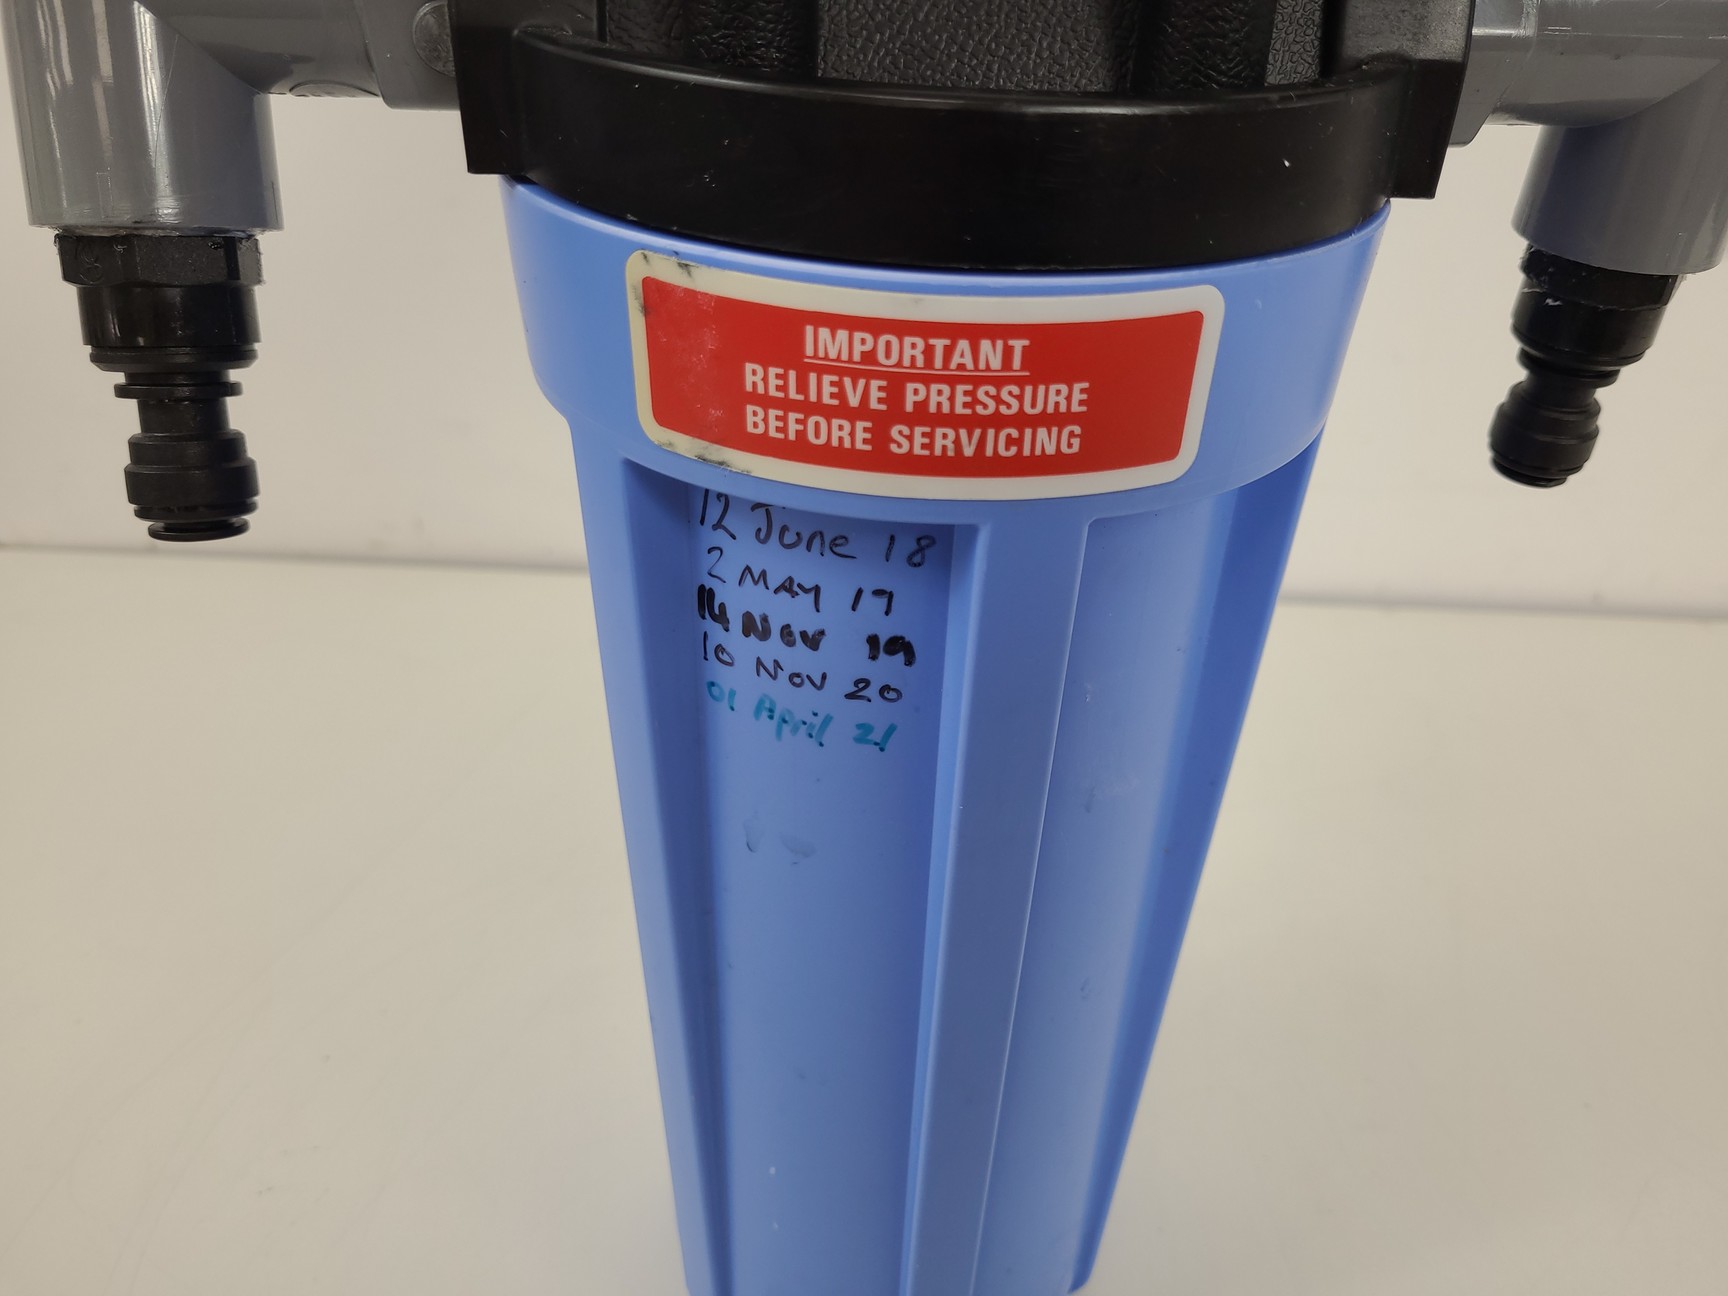 IMPORTANT
RELIEVE PRESSURE
BEFORE SERVICING
12 June 18
2 MAY 19
14 Nov 19
10 Nov 20
01 April 21